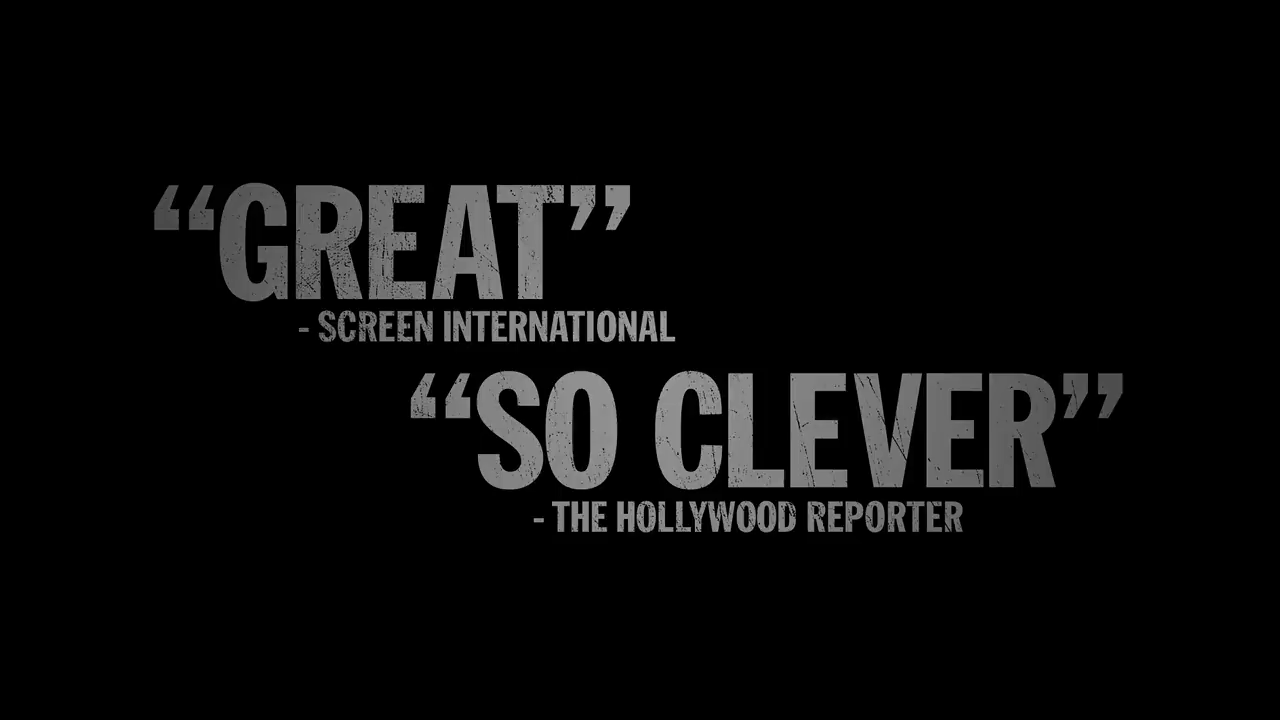 “GREAT”
- SCREEN INTERNATIONAL
“SO CLEVER”
- THE HOLLYWOOD REPORTER